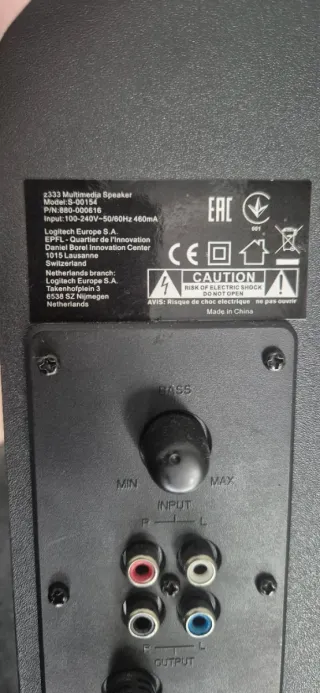 z333 Multimedia Speaker
Model:S-00154
P/N:880-000616
Input:100-240V~50/60Hz 460mA
Logitech Europe S.A.
EPFL - Quartier de l'Innovation
Daniel Borel Innovation Center
1015 Lausanne
Switzerland
Netherlands branch:
Logitech Europe S.A.
Takenhofplein 3
6538 SZ Nijmegen
Netherlands
EAC
001
CE
CAUTION
RISK OF ELECTRIC SHOCK
DO NOT OPEN
AVIS: Risque de choc electrique ne pas ouvrir
Made in China
BASS
MIN MAX
INPUT
R L
R L
OUTPUT